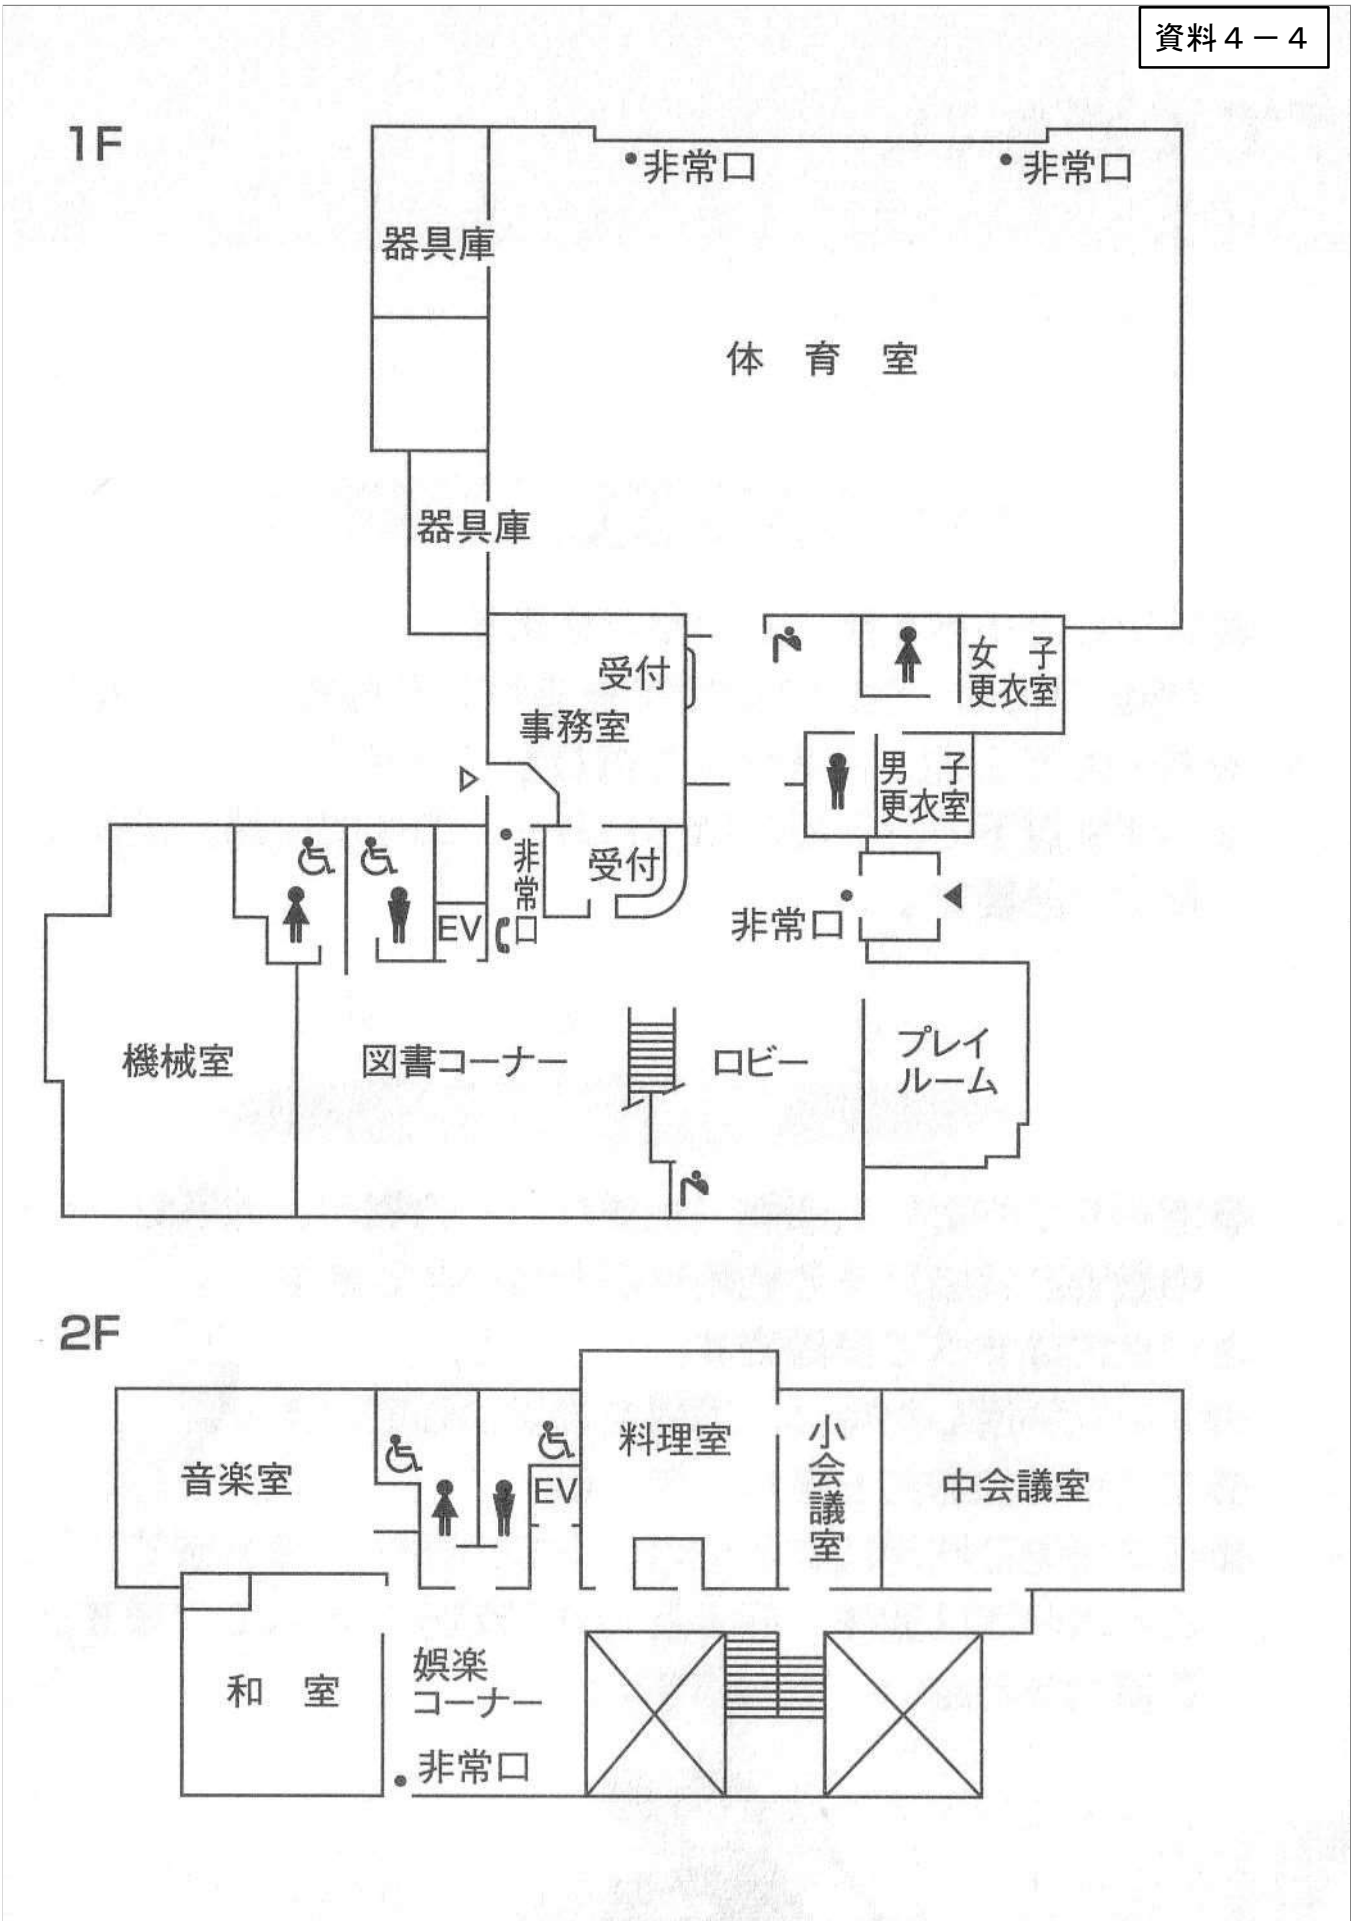 資料４－４
1F
非常口
非常口
器具庫
体 育 室
器具庫
受付
事務室
女 子
更衣室
男 子
更衣室
非常口
受付
EV
非常口
機械室
図書コーナー
ロビー
プレイ
ルーム
2F
音楽室
EV
料理室
小会議室
中会議室
和 室
娯楽
コーナー
非常口